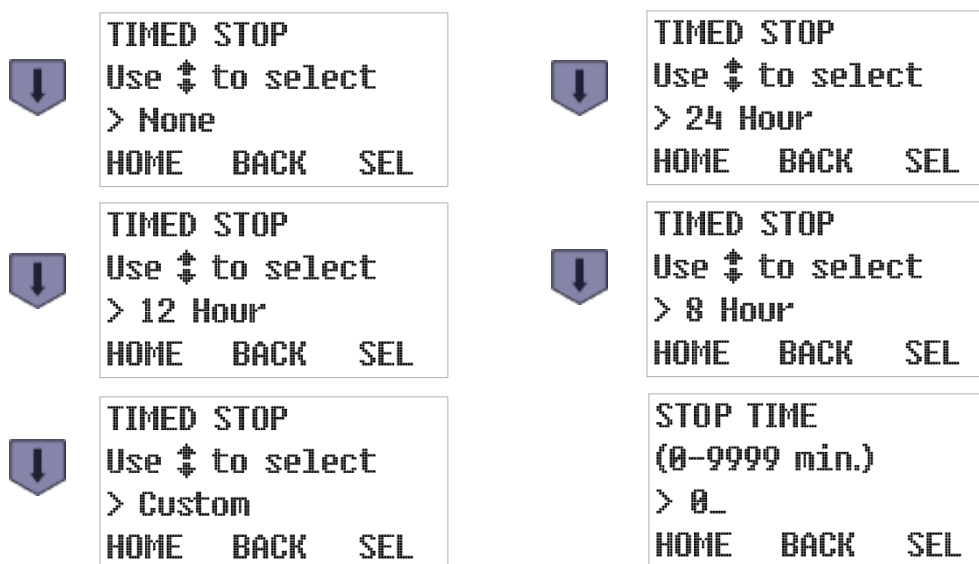 TIMED STOP
Use ↕ to select
> None
HOME BACK SEL
TIMED STOP
Use ↕ to select
> 24 Hour
HOME BACK SEL
TIMED STOP
Use ↕ to select
> 12 Hour
HOME BACK SEL
TIMED STOP
Use ↕ to select
> 8 Hour
HOME BACK SEL
TIMED STOP
Use ↕ to select
> Custom
HOME BACK SEL
STOP TIME
(0-9999 min.)
> 0_
HOME BACK SEL